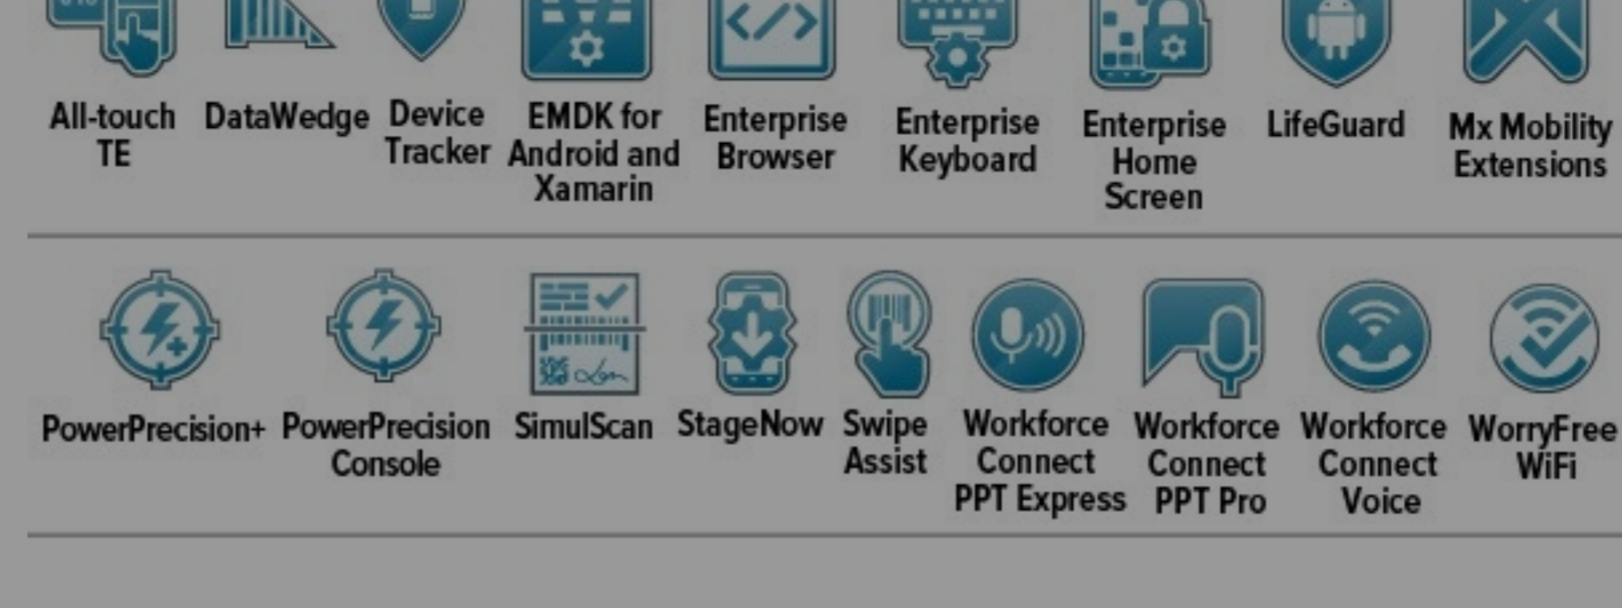 All-touch
TE
DataWedge
Device
Tracker
EMDK for
Android and
Xamarin
Enterprise
Browser
Enterprise
Keyboard
Enterprise
Home
Screen
LifeGuard
Mx Mobility
Extensions
PowerPrecision+
PowerPrecision
Console
SimulScan
StageNow
Swipe
Assist
Workforce
Connect
PPT Express
Workforce
Connect
PPT Pro
Workforce
Connect
Voice
WorryFree
WiFi